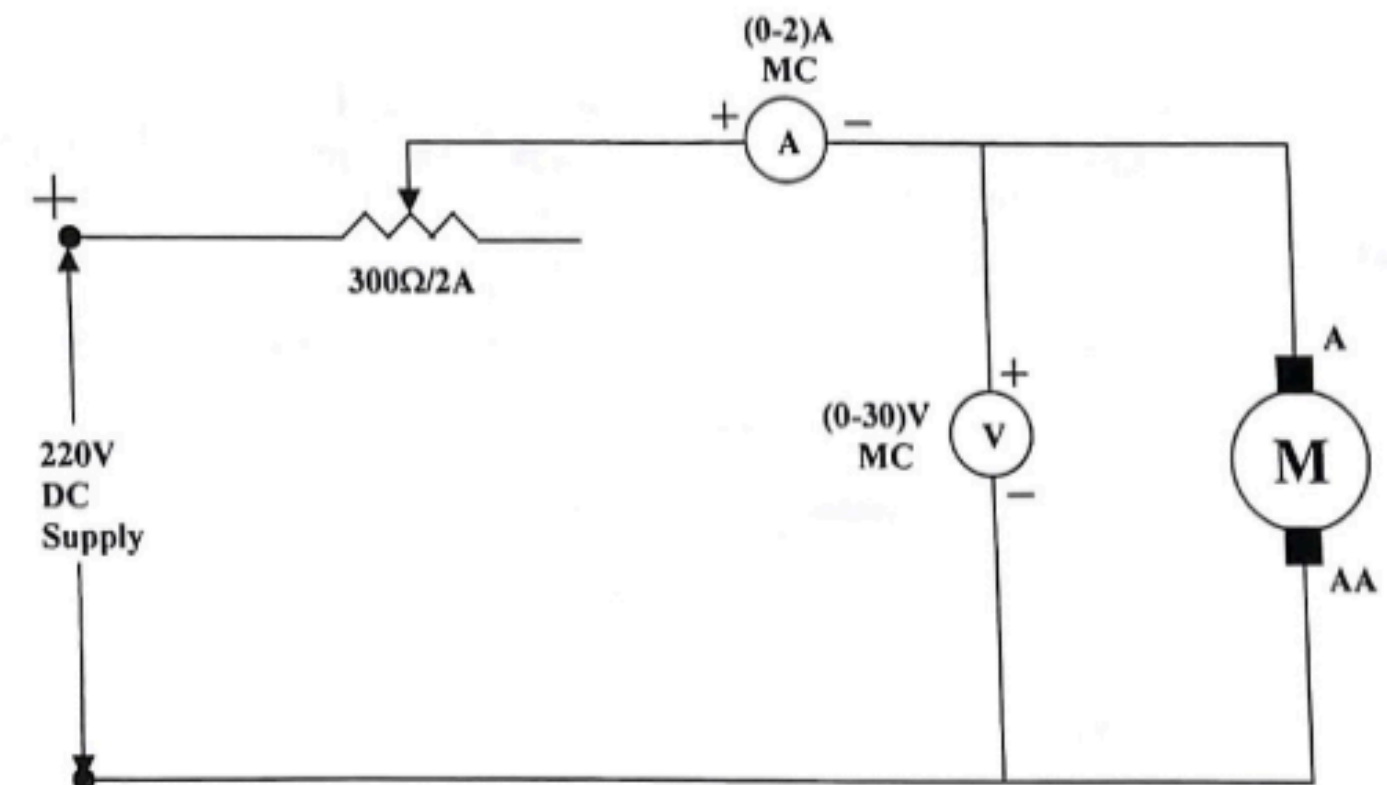 (0-2)A
MC
+
A
−
+
300Ω/2A
A
+
(0-30)V
MC
V
−
M
220V
DC
Supply
AA